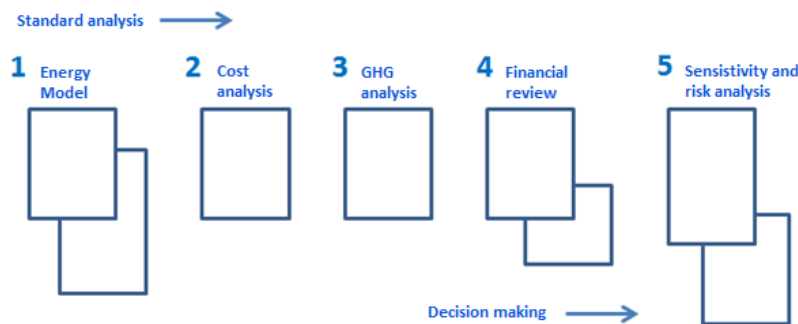 Standard analysis
1 Energy
Model
2 Cost
analysis
3 GHG
analysis
4 Financial
review
5 Sensistivity and
risk analysis
Decision making